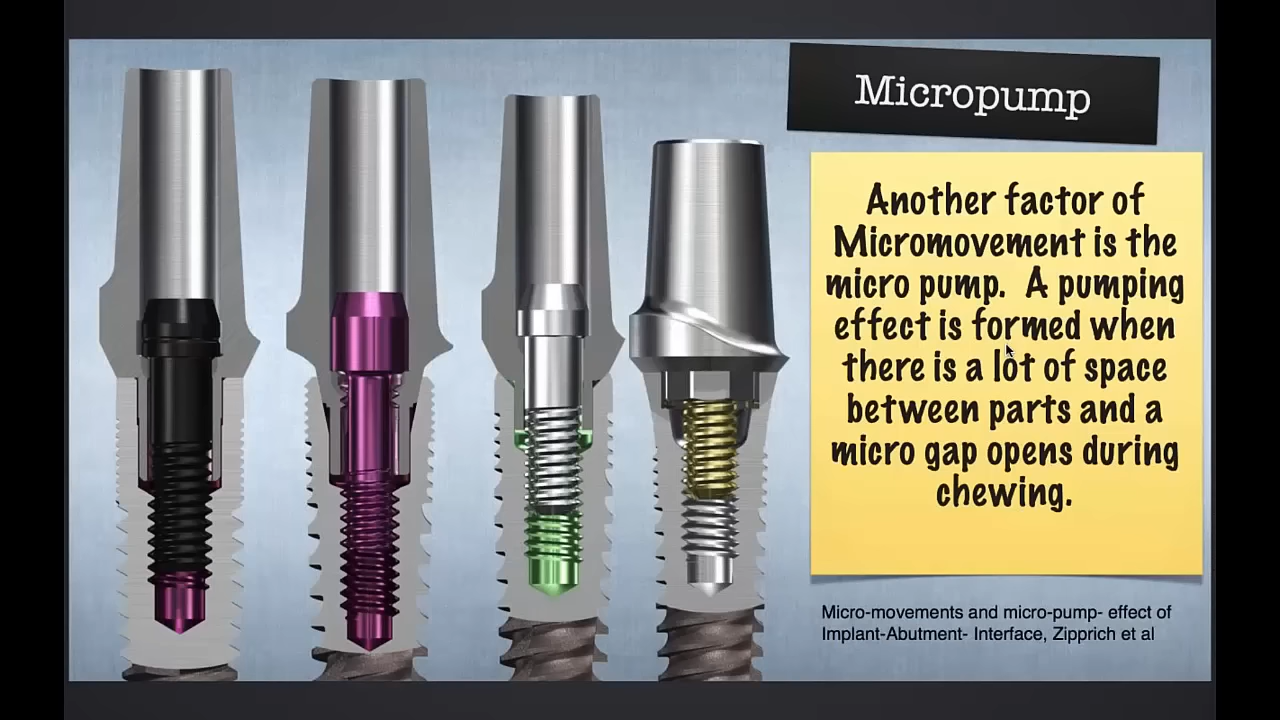 Micropump
Another factor of
Micromovement is the
micro pump. A pumping
effect is formed when
there is a lot of space
between parts and a
micro gap opens during
chewing.
Micro-movements and micro-pump- effect of
Implant-Abutment- Interface, Zipprich et al